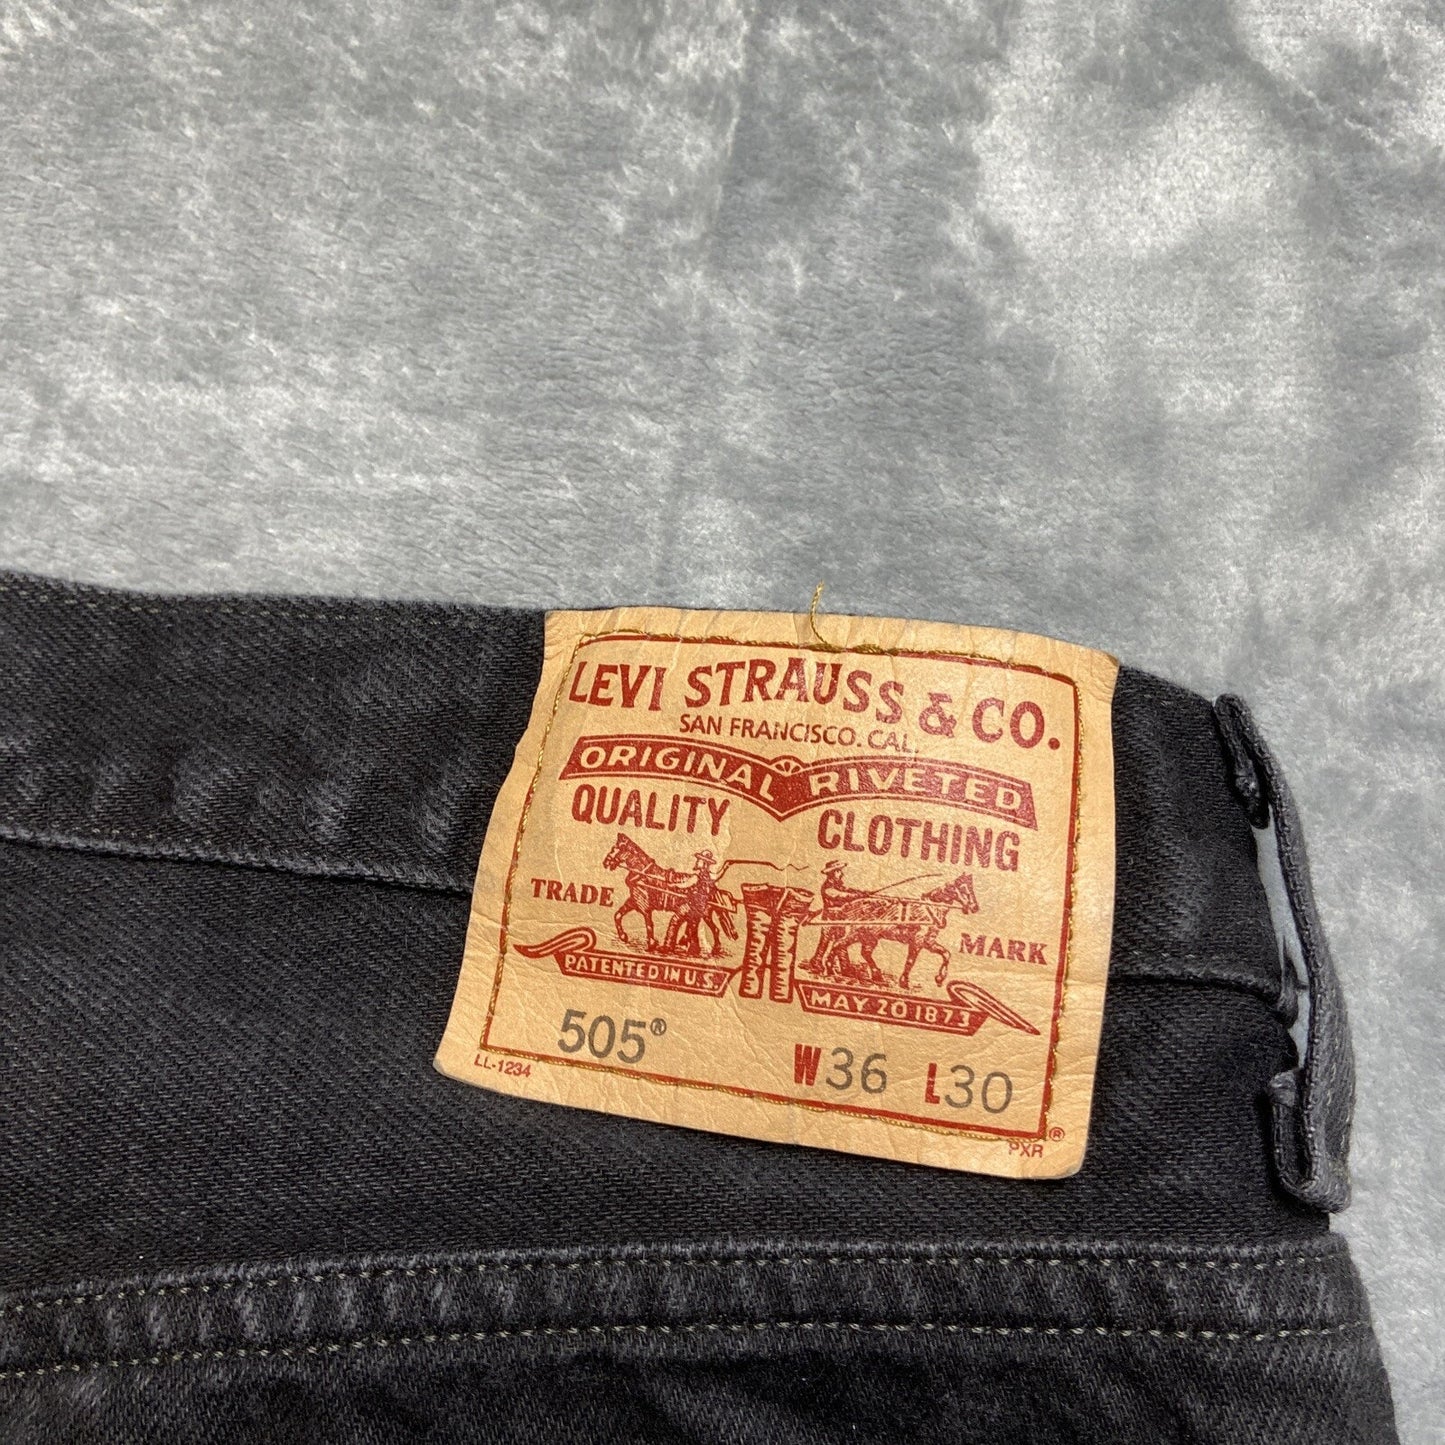 LEVI STRAUSS & CO.
SAN FRANCISCO. CAL.
ORIGINAL RIVETED
QUALITY CLOTHING
TRADE MARK
PATENTED IN U.S. MAY 20 1873
505® W36 L30
LL-1234
PXR ®